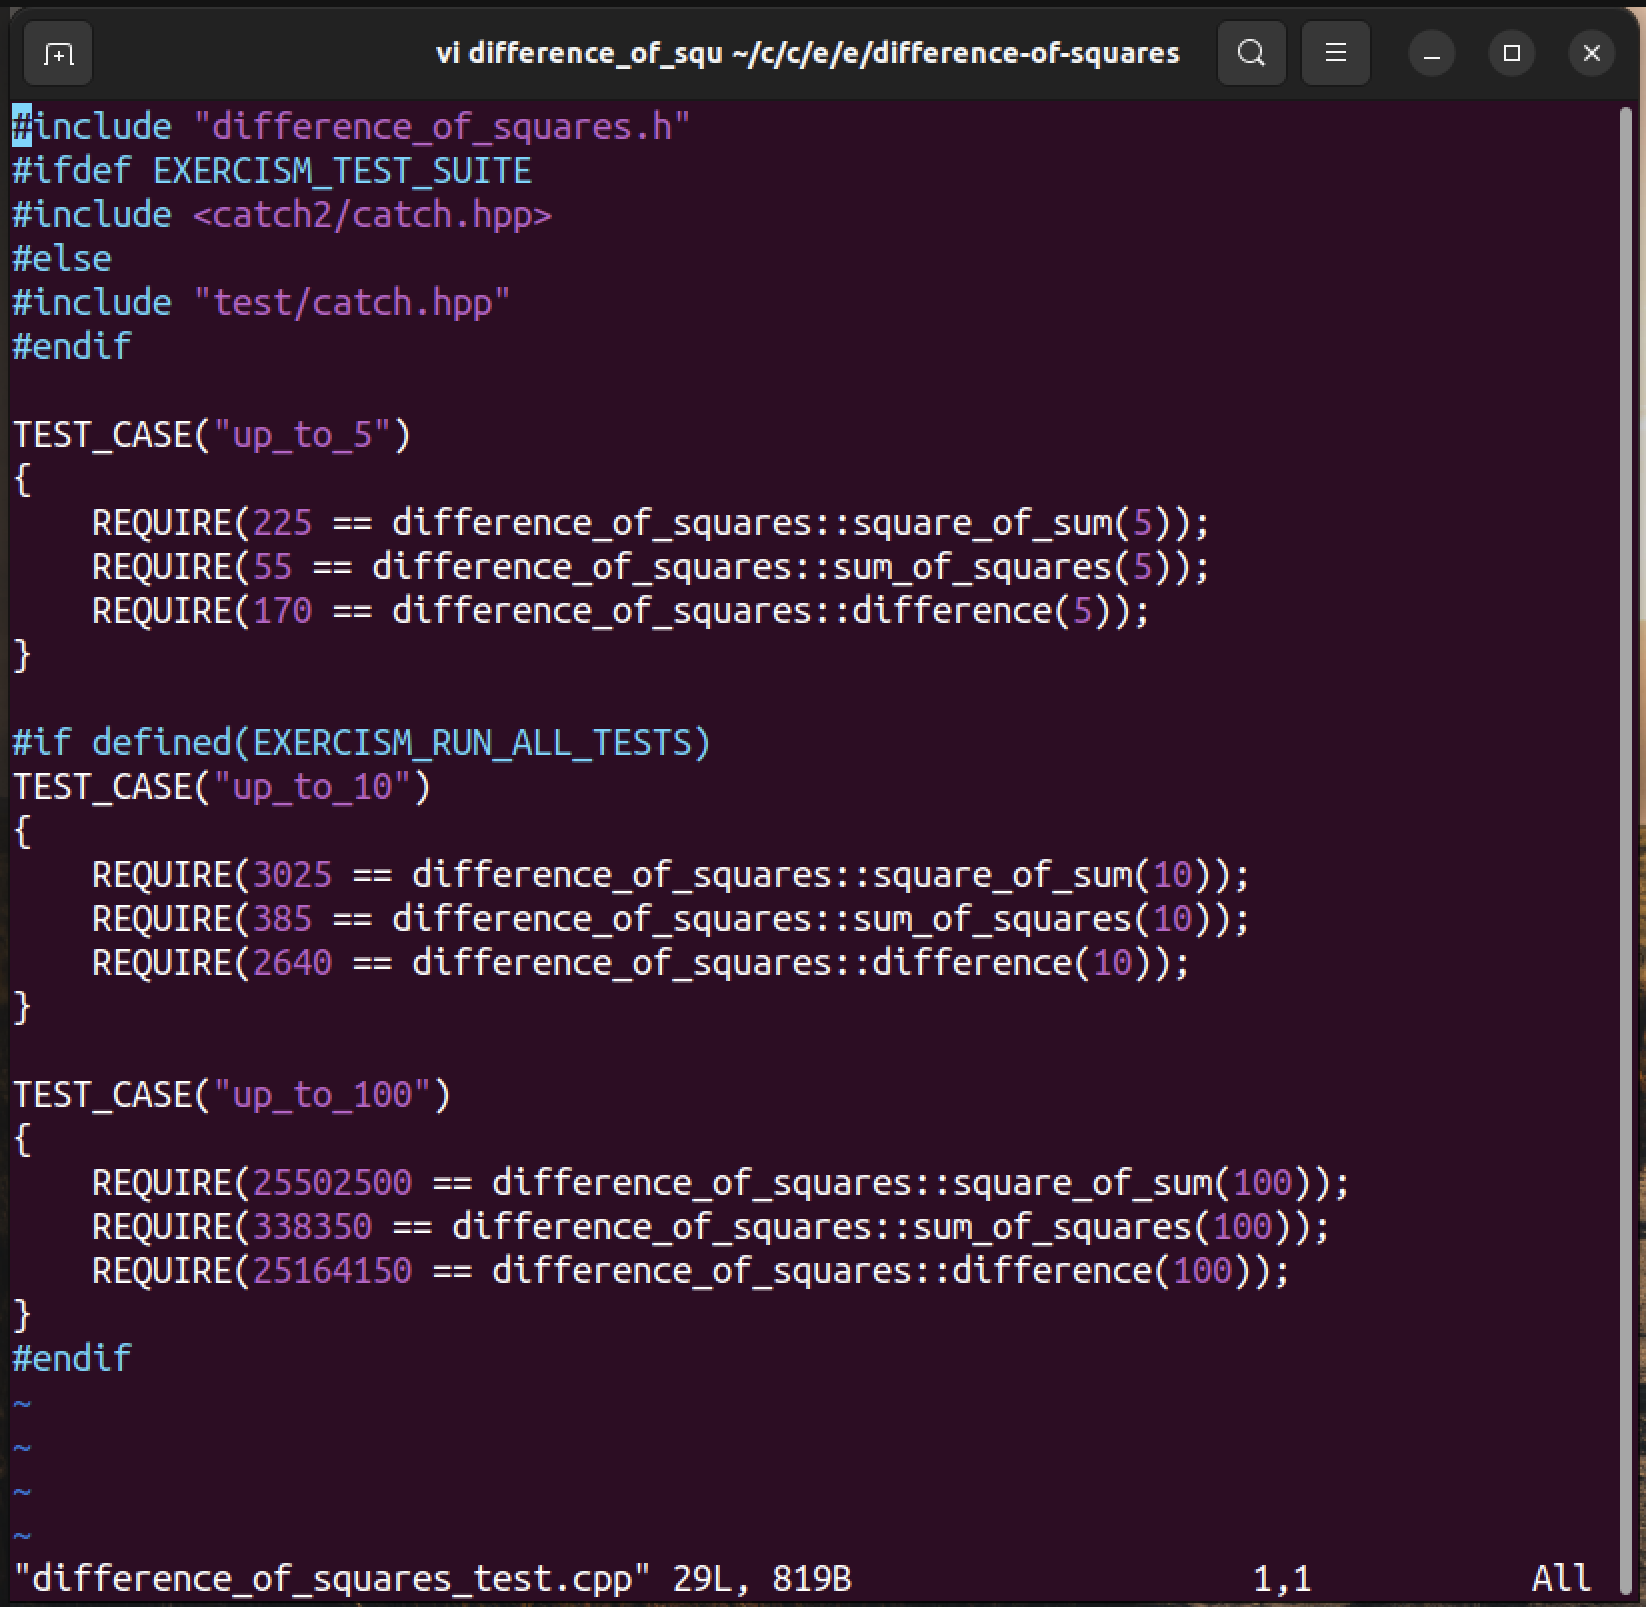 vi difference_of_squ ~/c/c/e/e/difference-of-squares
#include "difference_of_squares.h"
#ifdef EXERCISM_TEST_SUITE
#include <catch2/catch.hpp>
#else
#include "test/catch.hpp"
#endif
TEST_CASE("up_to_5")
{
    REQUIRE(225 == difference_of_squares::square_of_sum(5));
    REQUIRE(55 == difference_of_squares::sum_of_squares(5));
    REQUIRE(170 == difference_of_squares::difference(5));
}
#if defined(EXERCISM_RUN_ALL_TESTS)
TEST_CASE("up_to_10")
{
    REQUIRE(3025 == difference_of_squares::square_of_sum(10));
    REQUIRE(385 == difference_of_squares::sum_of_squares(10));
    REQUIRE(2640 == difference_of_squares::difference(10));
}
TEST_CASE("up_to_100")
{
    REQUIRE(25502500 == difference_of_squares::square_of_sum(100));
    REQUIRE(338350 == difference_of_squares::sum_of_squares(100));
    REQUIRE(25164150 == difference_of_squares::difference(100));
}
#endif
~
~
~
~
"difference_of_squares_test.cpp" 29L, 819B 1,1 All